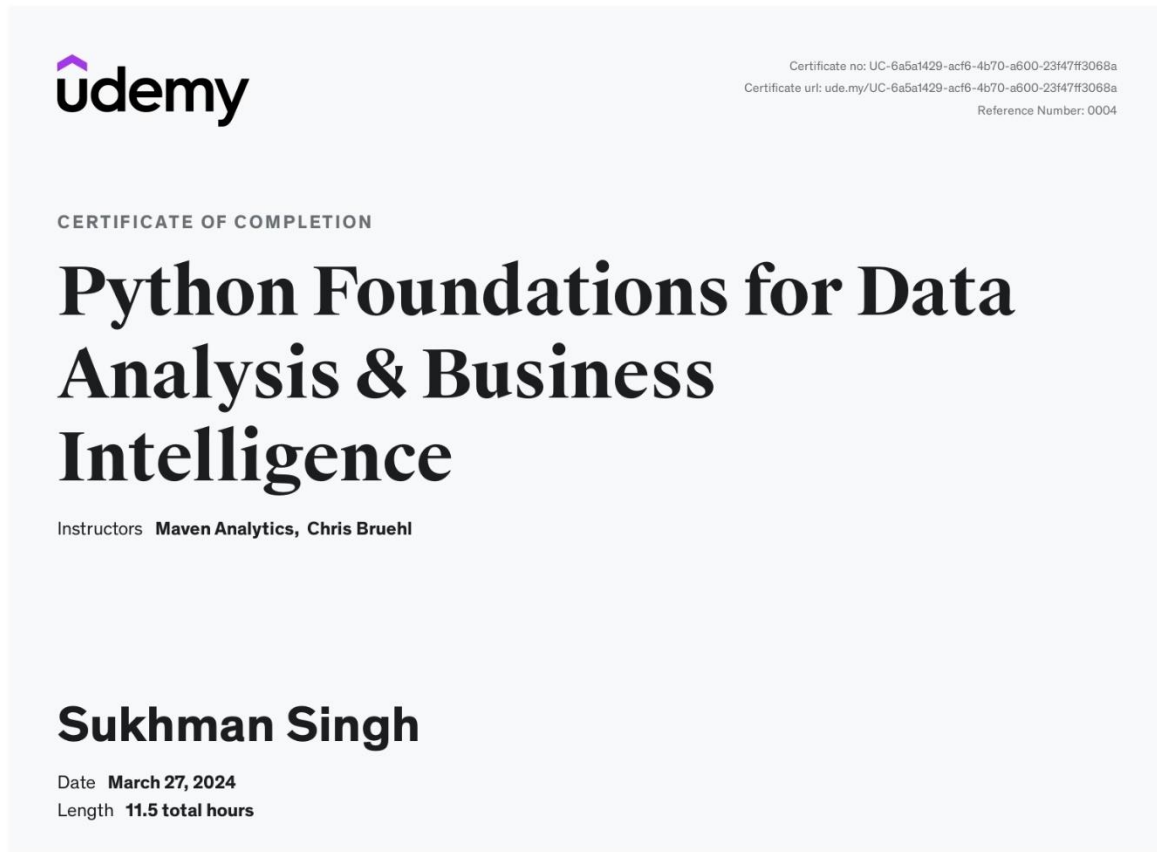 udemy
Certificate no: UC-6a5a1429-acf6-4b70-a600-23f47ff3068a
Certificate url: ude.my/UC-6a5a1429-acf6-4b70-a600-23f47ff3068a
Reference Number: 0004
CERTIFICATE OF COMPLETION
Python Foundations for Data
Analysis & Business
Intelligence
Instructors Maven Analytics, Chris Bruehl
Sukhman Singh
Date March 27, 2024
Length 11.5 total hours